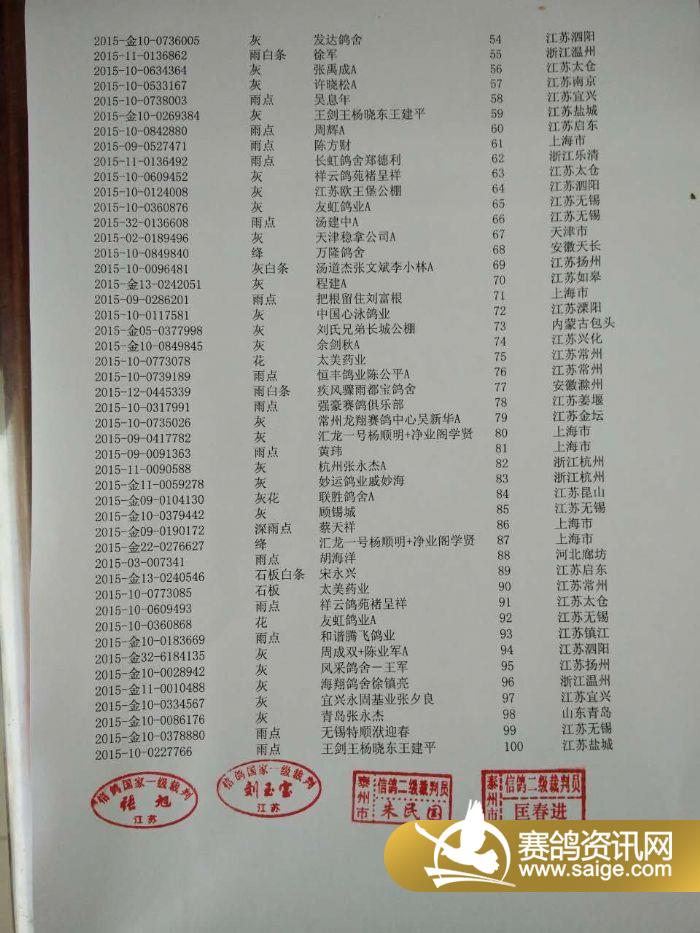 2015-金10-0736005 灰 发达鸽舍 54 江苏泗阳
2015-11-0136862 雨白条 徐军 55 浙江温州
2015-10-0634364 灰 张禹成A 56 江苏太仓
2015-10-0533167 灰 许晓松A 57 江苏南京
2015-10-0738003 雨点 吴息年 58 江苏宜兴
2015-金10-0269384 灰 王剑王杨晓东王建平 59 江苏盐城
2015-10-0842880 雨点 周辉A 60 江苏启东
2015-09-0527471 雨点 陈方财 61 上海市
2015-11-0136492 雨点 长虹鸽舍郑德利 62 浙江乐清
2015-10-0609452 灰 祥云鸽苑褚呈祥 63 江苏太仓
2015-10-0124008 灰 江苏欧王堡公棚 64 江苏泗阳
2015-10-0360876 灰 友虹鸽业A 65 江苏无锡
2015-32-0136608 雨点 汤建中A 66 江苏无锡
2015-02-0189496 灰 天津稳拿公司A 67 天津市
2015-10-0849840 绛 万隆鸽舍 68 安徽天长
2015-10-0096481 灰白条 汤道杰张文斌李小林A 69 江苏扬州
2015-金13-0242051 灰 程建A 70 江苏如皋
2015-09-0286201 雨点 把根留住刘富根 71 上海市
2015-10-0117581 灰 中国心泳鸽业 72 江苏溧阳
2015-金05-0377998 灰 刘氏兄弟长城公棚 73 内蒙古包头
2015-金10-0849845 灰 余剑秋A 74 江苏兴化
2015-10-0773078 花 太美药业 75 江苏常州
2015-10-0739189 雨点 恒丰鸽业陈公平A 76 江苏常州
2015-12-0445339 雨白条 疾风骤雨都宝鸽舍 77 安徽滁州
2015-10-0317991 雨点 强豪赛鸽俱乐部 78 江苏姜堰
2015-10-0735026 灰 常州龙翔赛鸽中心吴新华A 79 江苏金坛
2015-09-0417782 灰 汇龙一号杨顺明+净业阁学贤 80 上海市
2015-09-0091363 雨点 黄玮 81 上海市
2015-11-0090588 灰 杭州张永杰A 82 浙江杭州
2015-金11-0059278 灰 妙运鸽业戚妙海 83 浙江杭州
2015-金09-0104130 灰花 联胜鸽舍A 84 江苏昆山
2015-金10-0379442 灰 顾锡城 85 江苏无锡
2015-金09-0190172 深雨点 蔡天祥 86 上海市
2015-金22-0276627 绛 汇龙一号杨顺明+净业阁学贤 87 上海市
2015-03-007341 雨点 胡海洋 88 河北廊坊
2015-金13-0240546 石板白条 宋永兴 89 江苏启东
2015-10-0773085 石板 太美药业 90 江苏常州
2015-10-0609493 雨点 祥云鸽苑褚呈祥 91 江苏太仓
2015-10-0360868 花 友虹鸽业A 92 江苏无锡
2015-金10-0183669 雨点 和谐腾飞鸽业 93 江苏镇江
2015-金32-6184135 灰 周成双+陈业军A 94 江苏泗阳
2015-金10-0028942 灰 风采鸽舍－王军 95 江苏扬州
2015-金11-0010488 灰 海翔鸽舍徐镇亮 96 浙江温州
2015-金10-0334567 灰 宜兴永固基业张夕良 97 江苏宜兴
2015-金10-0086176 灰 青岛张永杰 98 山东青岛
2015-金10-0378880 雨点 无锡特顺洑迎春 99 江苏无锡
2015-10-0227766 雨点 王剑王杨晓东王建平 100 江苏盐城
信鸽国家一级裁判 张旭 江苏
信鸽国家一级裁判 刘玉宝 江苏
泰州市 信鸽二级裁判员 朱民国
泰州市 信鸽二级裁判员 匡春进
赛鸽资讯网
www.saige.com